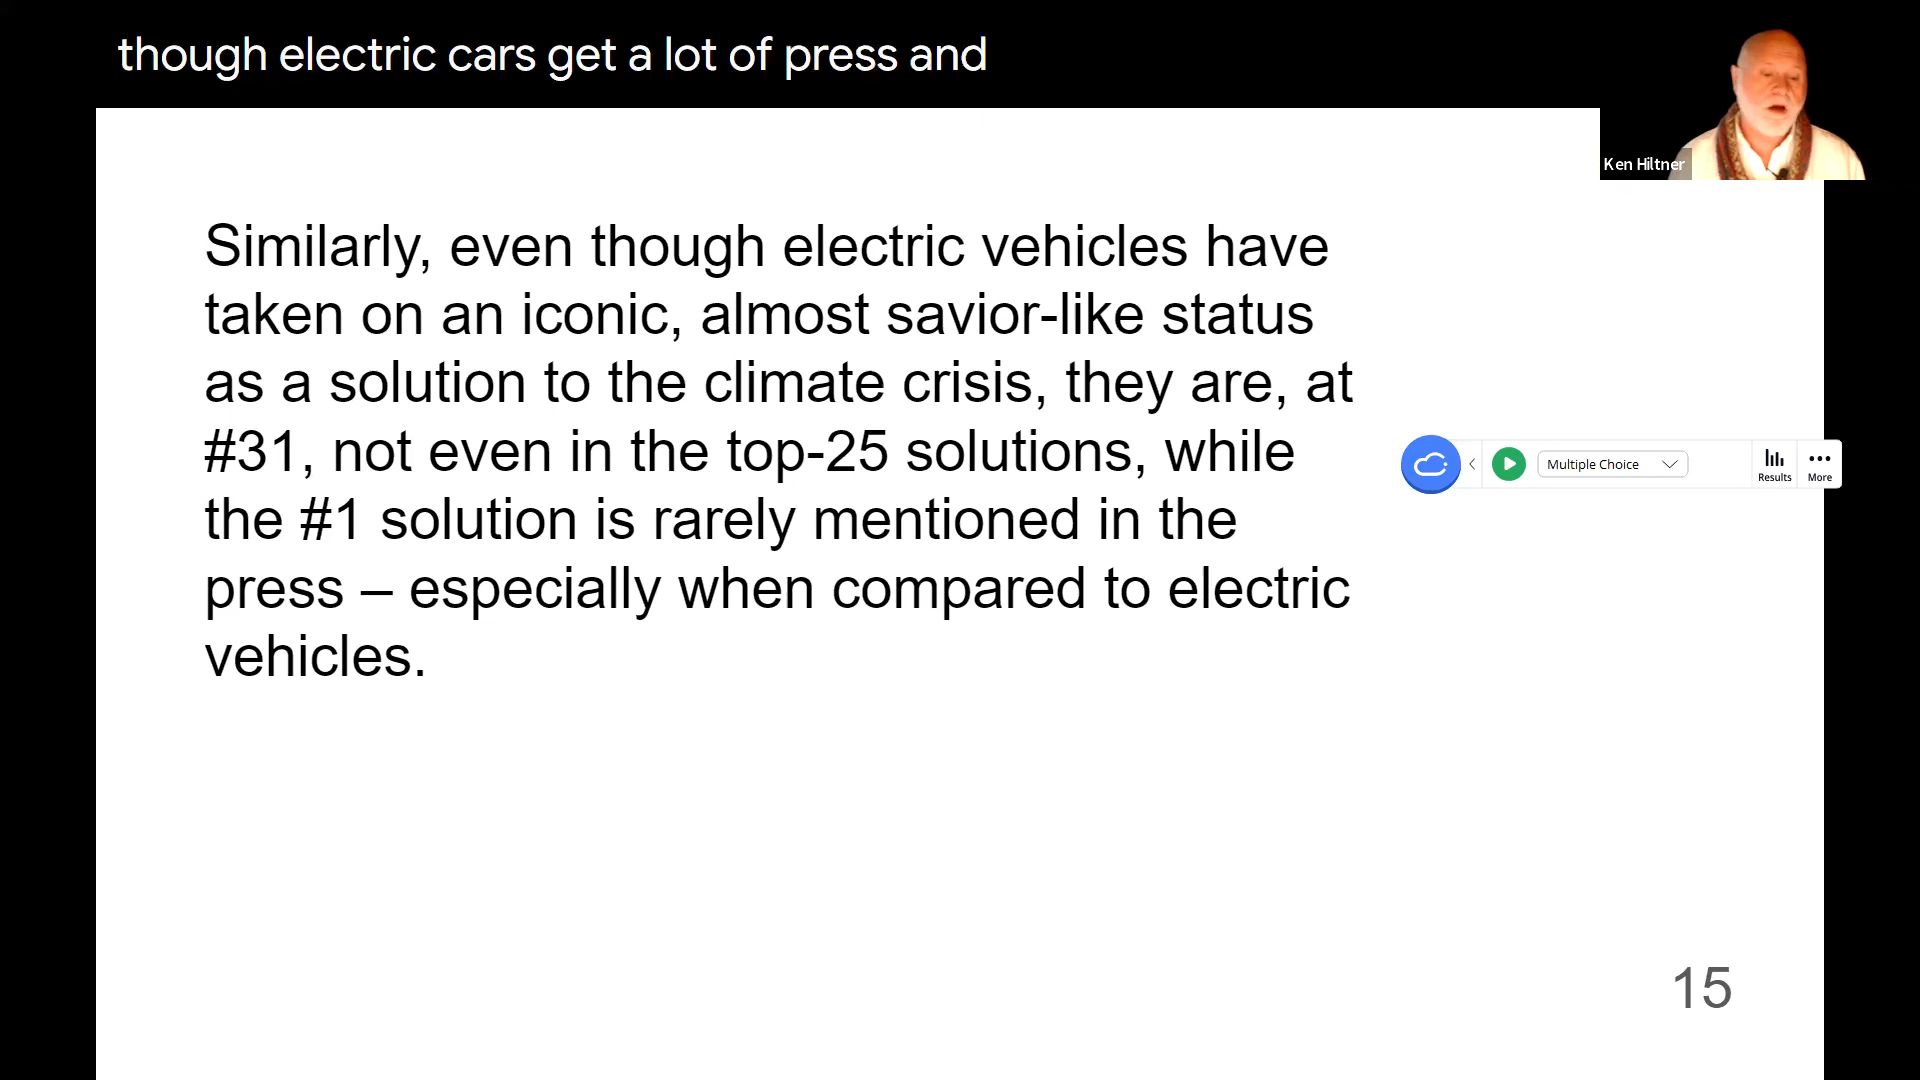 though electric cars get a lot of press and
Ken Hiltner
Similarly, even though electric vehicles have
taken on an iconic, almost savior-like status
as a solution to the climate crisis, they are, at
#31, not even in the top-25 solutions, while
the #1 solution is rarely mentioned in the
press – especially when compared to electric
vehicles.
Multiple Choice
Results
More
15